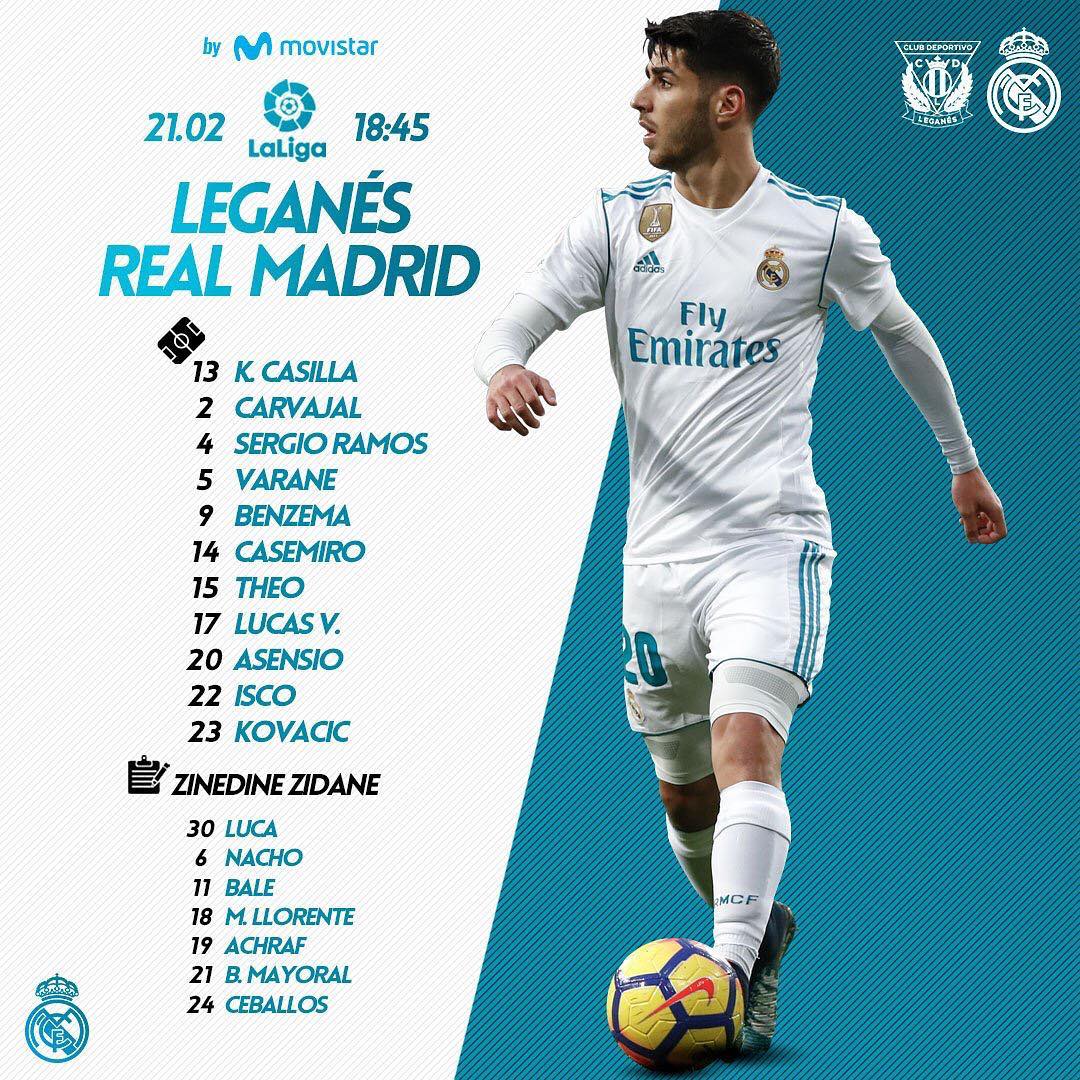 by movistar
21.02 LaLiga 18:45
LEGANÉS
REAL MADRID
13 K. CASILLA
2 CARVAJAL
4 SERGIO RAMOS
5 VARANE
9 BENZEMA
14 CASEMIRO
15 THEO
17 LUCAS V.
20 ASENSIO
22 ISCO
23 KOVACIC
ZINEDINE ZIDANE
30 LUCA
6 NACHO
11 BALE
18 M. LLORENTE
19 ACHRAF
21 B. MAYORAL
24 CEBALLOS
CLUB DEPORTIVO
C D
L
LEGANÉS
FIFA
adidas
Fly
Emirates
20
RMCF